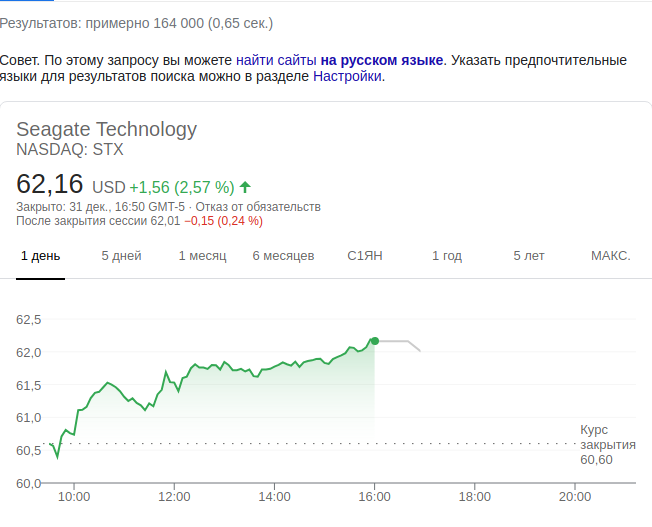 Результатов: примерно 164 000 (0,65 сек.)
Совет. По этому запросу вы можете найти сайты на русском языке. Указать предпочтительные
языки для результатов поиска можно в разделе Настройки.
Seagate Technology
NASDAQ: STX
62,16 USD +1,56 (2,57 %)
Закрыто: 31 дек., 16:50 GMT-5 · Отказ от обязательств
После закрытия сессии 62,01 −0,15 (0,24 %)
1 день 5 дней 1 месяц 6 месяцев С1ЯН 1 год 5 лет МАКС.
62,5
62,0
61,5
61,0
60,5
60,0
Курс
закрытия
60,60
10:00 12:00 14:00 16:00 18:00 20:00